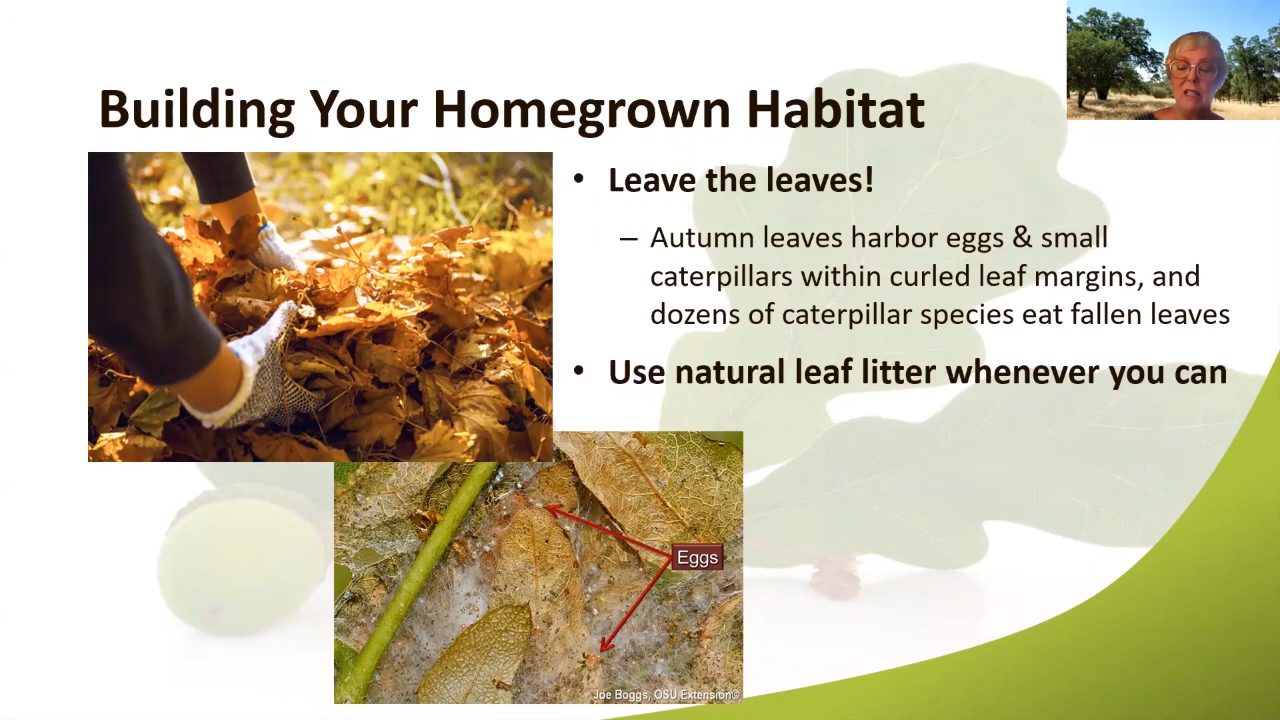 Building Your Homegrown Habitat
• Leave the leaves!
– Autumn leaves harbor eggs & small
caterpillars within curled leaf margins, and
dozens of caterpillar species eat fallen leaves
• Use natural leaf litter whenever you can
Eggs
Joe Boggs, OSU Extension©